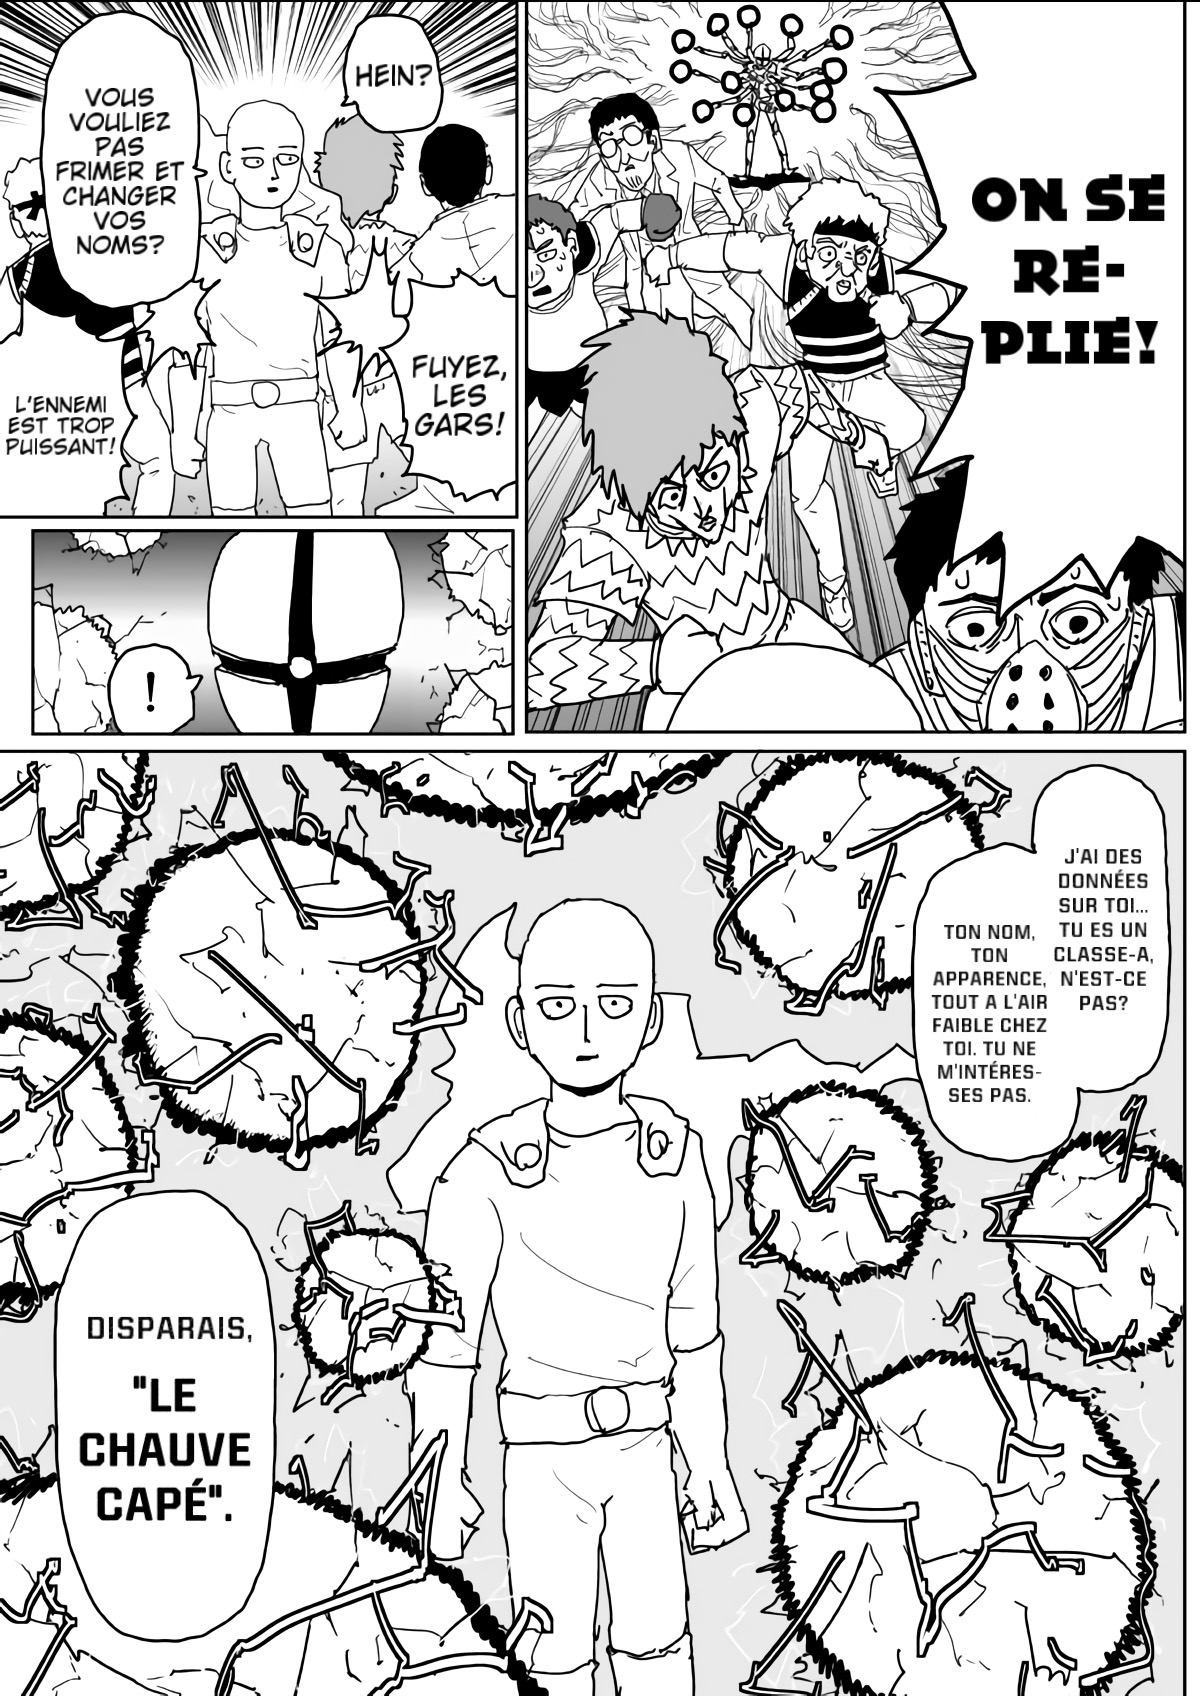 ON SE
RE-
PLIE!
HEIN?
VOUS
VOULIEZ
PAS
FRIMER ET
CHANGER
VOS
NOMS?
FUYEZ,
LES
GARS!
L'ENNEMI
EST TROP
PUISSANT!
!
J'AI DES
DONNÉES
SUR TOI...
TU ES UN
CLASSE-A,
N'EST-CE
PAS?
TON NOM,
TON
APPARENCE,
TOUT A L'AIR
FAIBLE CHEZ
TOI. TU NE
M'INTÉRES-
SES PAS.
DISPARAIS,
"LE
CHAUVE
CAPÉ".